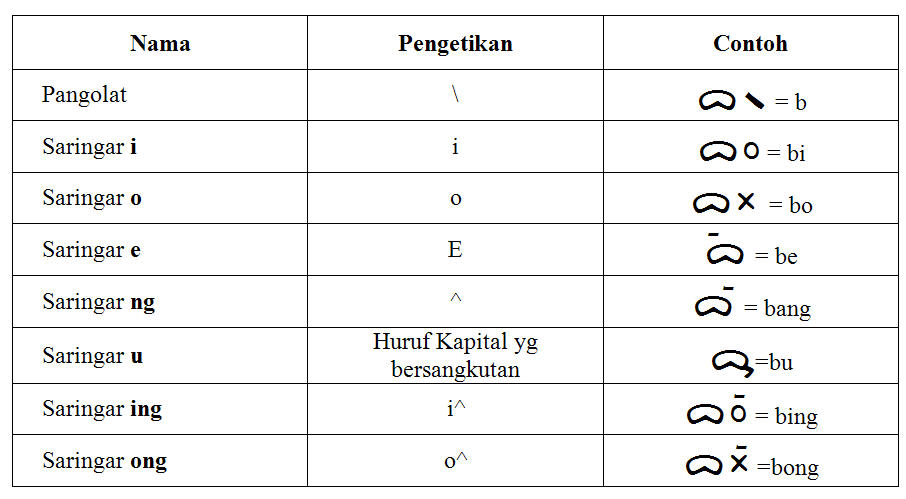 Nama Pengetikan Contoh
Pangolat \ ᯅ᯲ = b
Saringar i i ᯅᯪ = bi
Saringar o o ᯅᯬ = bo
Saringar e E ᯅᯩ = be
Saringar ng ^ ᯅᯰ = bang
Saringar u Huruf Kapital yg
bersangkutan ᯅᯮ =bu
Saringar ing i^ ᯅᯪᯰ = bing
Saringar ong o^ ᯅᯬᯰ =bong